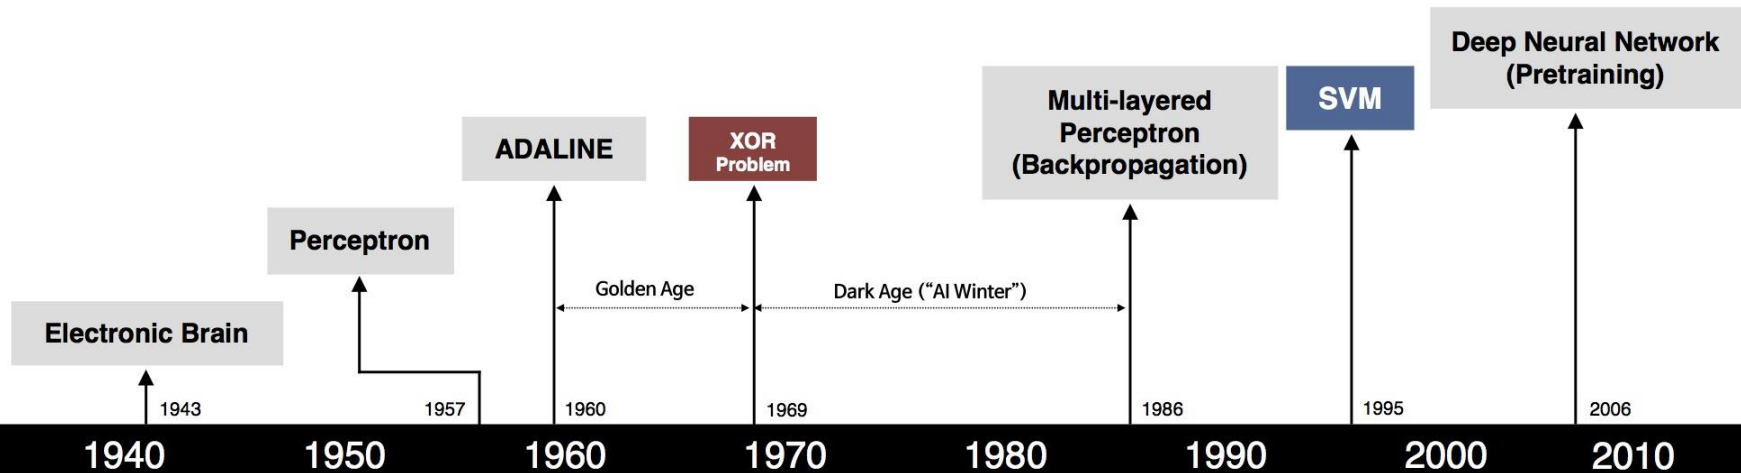 Deep Neural Network
(Pretraining)
Multi-layered
Perceptron
(Backpropagation)
SVM
ADALINE
XOR
Problem
Perceptron
Golden Age
Dark Age ("AI Winter")
Electronic Brain
1943
1957
1960
1969
1986
1995
2006
1940
1950
1960
1970
1980
1990
2000
2010